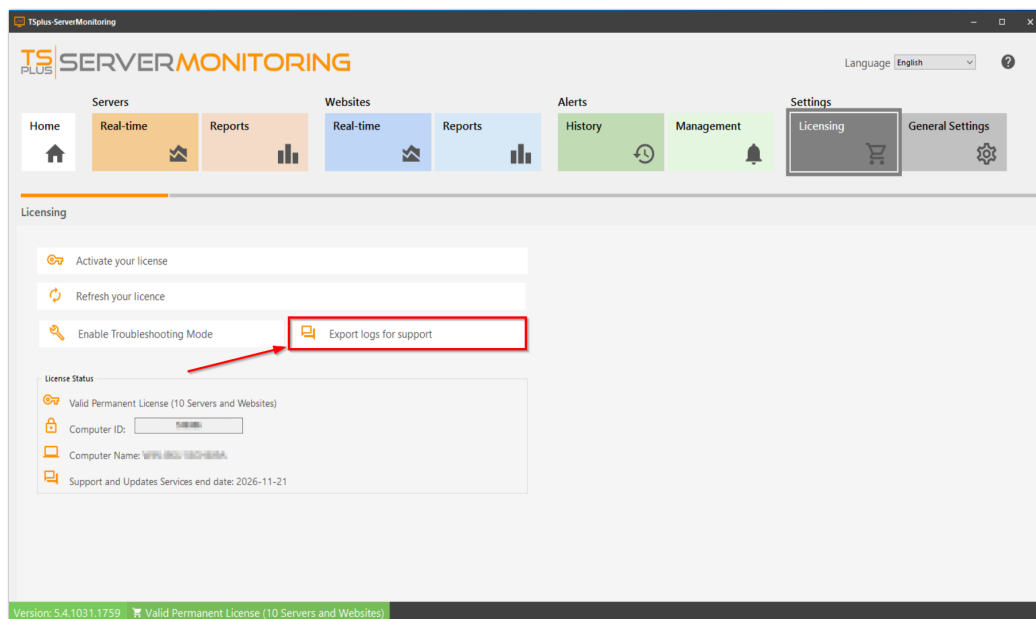 TSplus-ServerMonitoring
TS PLUS SERVERMONITORING
Language English
Servers
Websites
Alerts
Settings
Home
Real-time
Reports
Real-time
Reports
History
Management
Licensing
General Settings
Licensing
Activate your license
Refresh your licence
Enable Troubleshooting Mode
Export logs for support
License Status
Valid Permanent License (10 Servers and Websites)
Computer ID:
Computer Name:
Support and Updates Services end date: 2026-11-21
Version: 5.4.1031.1759 Valid Permanent License (10 Servers and Websites)